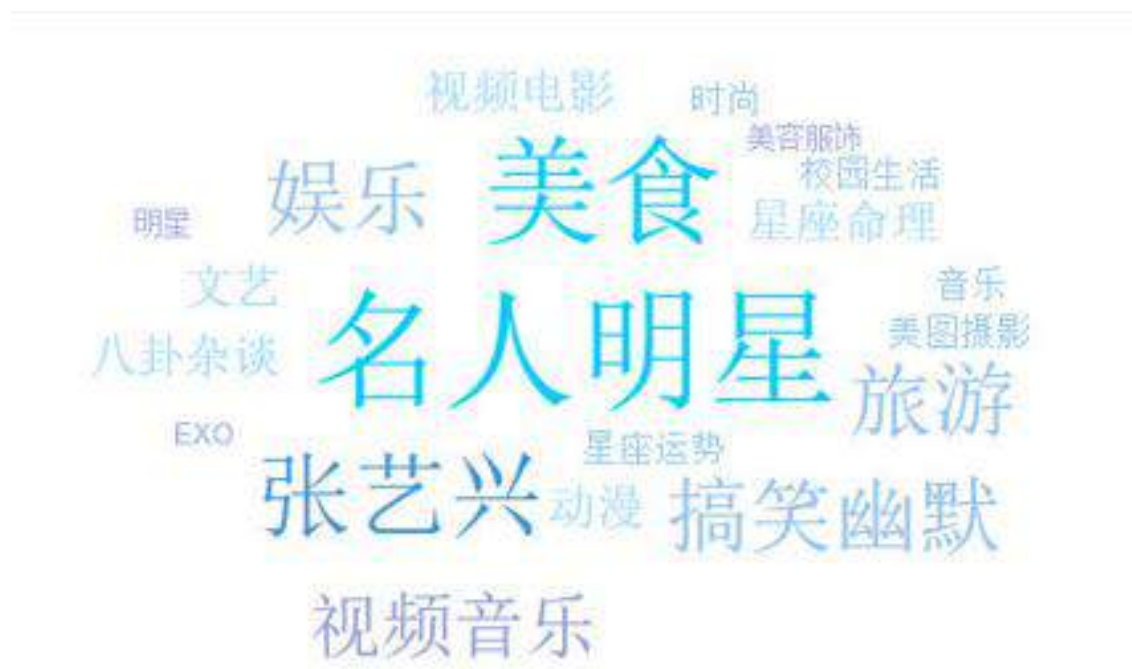 视频电影
时尚
美容服饰
美食
娱乐
校园生活
星座命理
明星
文艺
音乐
名人明星
美图摄影
八卦杂谈
旅游
EXO
星座运势
张艺兴
动漫
搞笑幽默
视频音乐